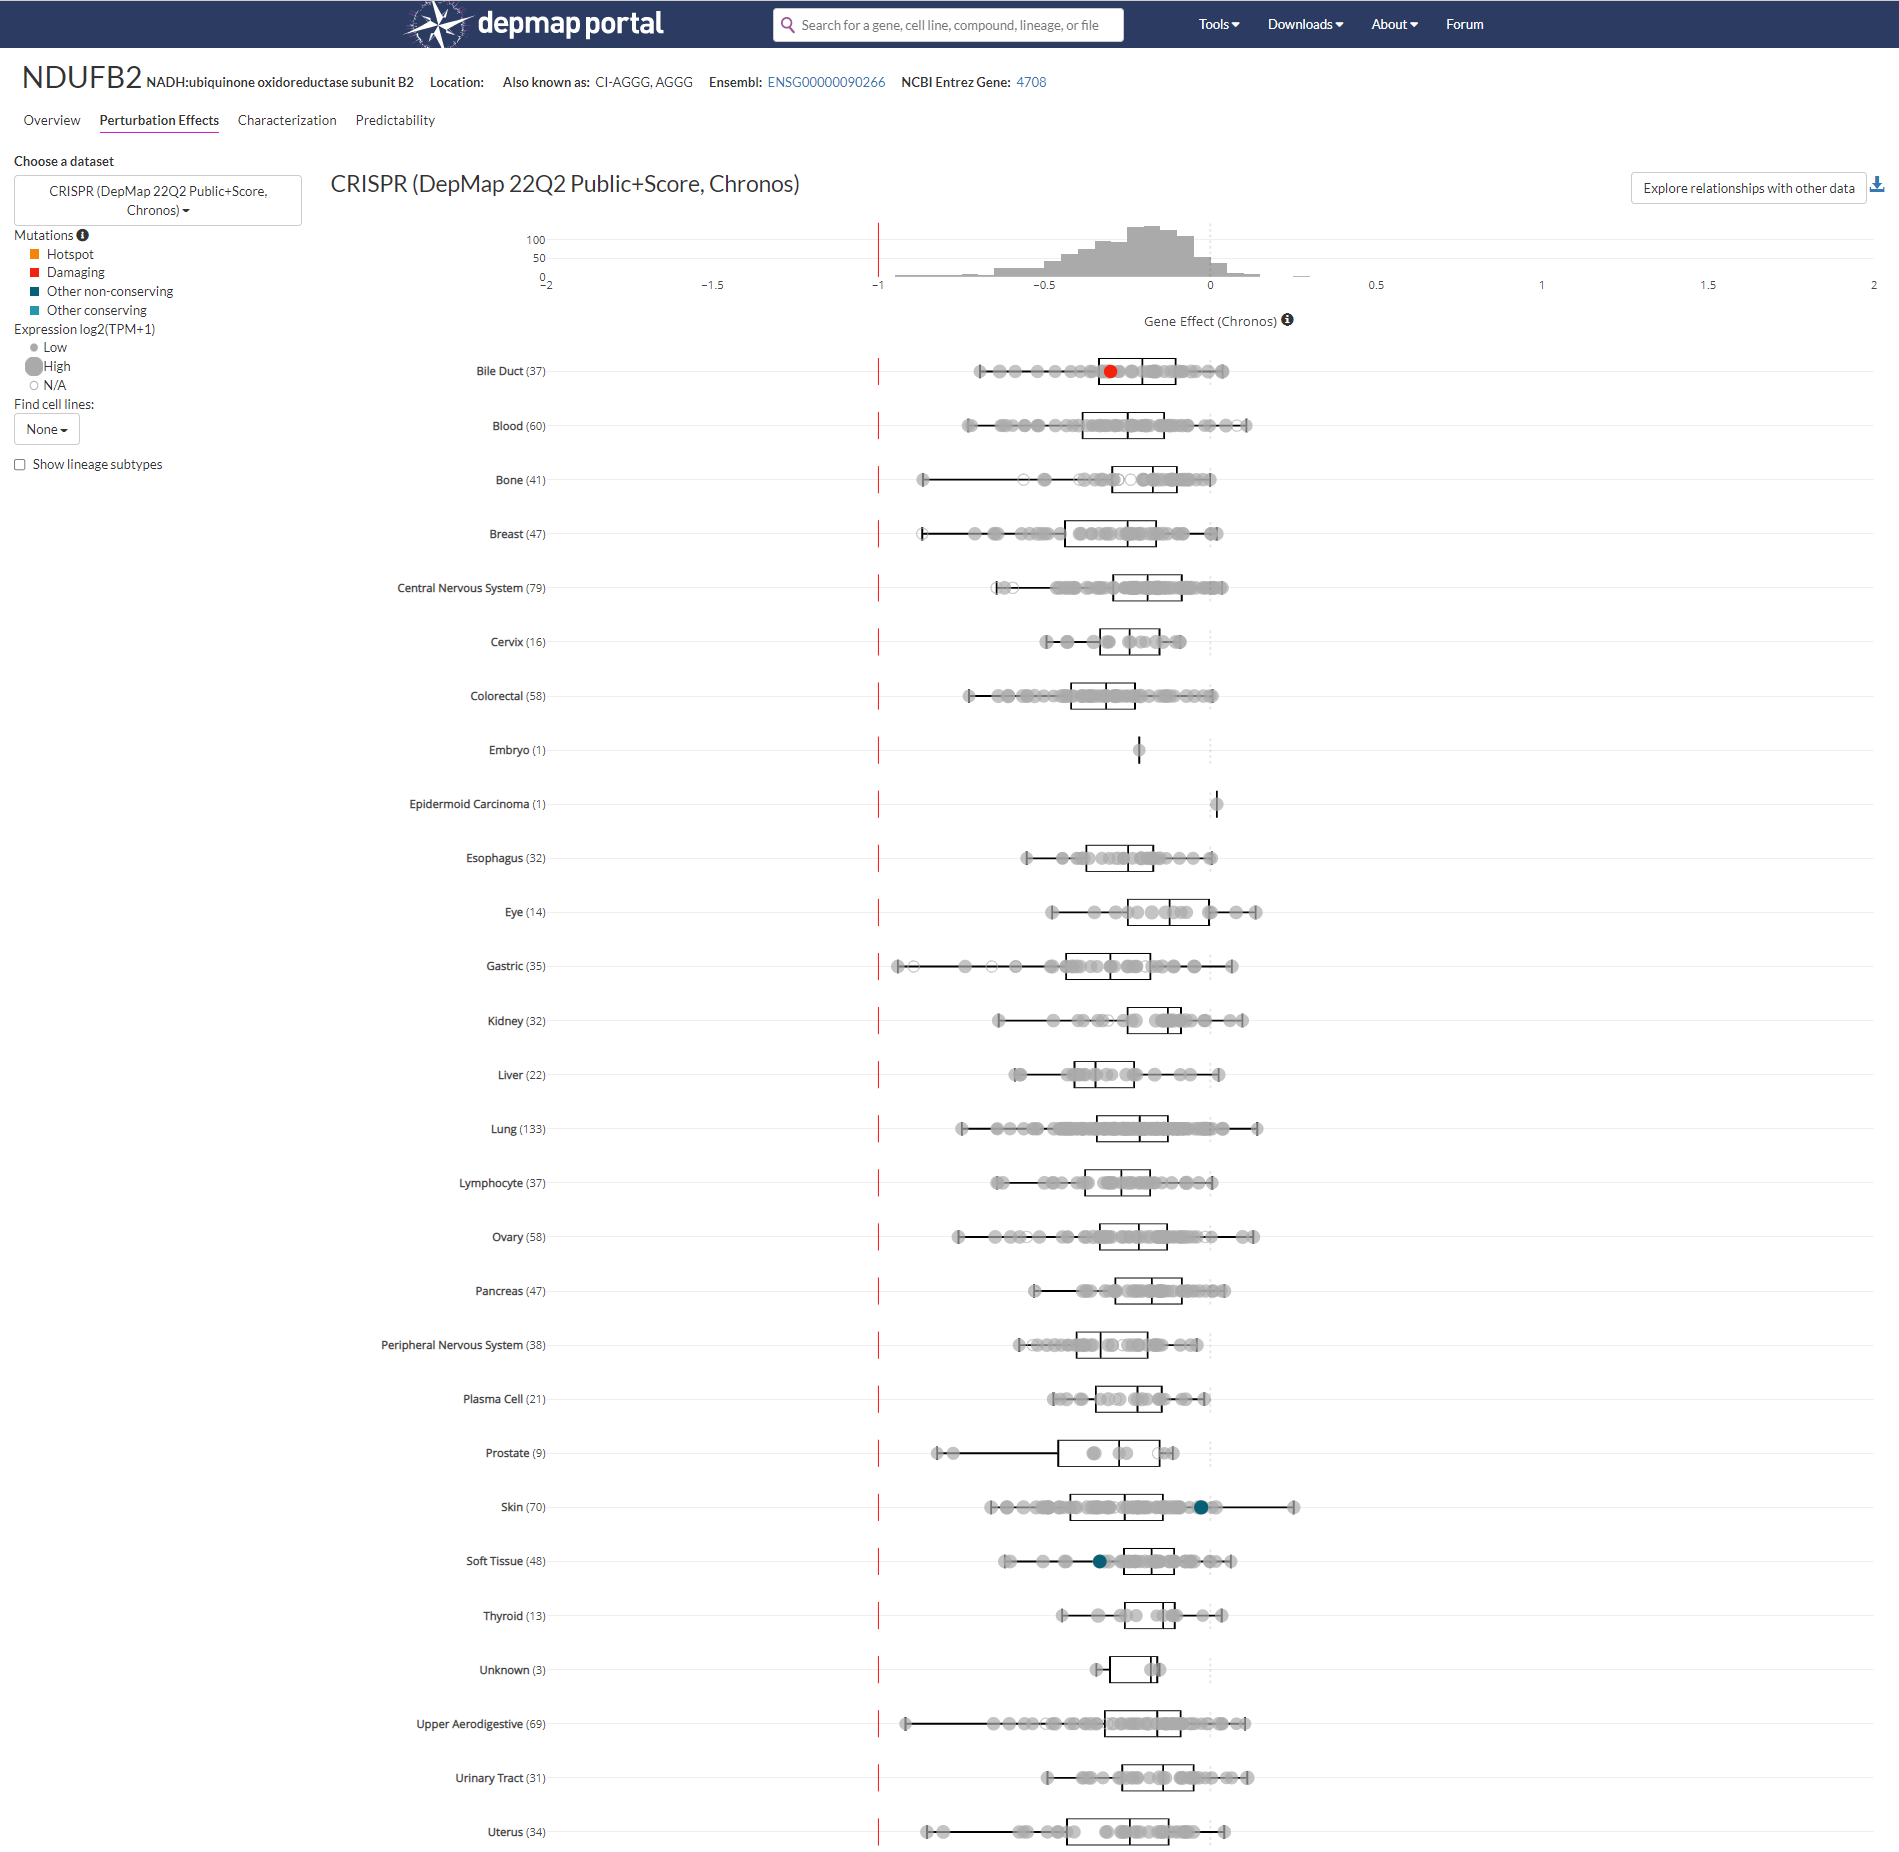 depmap portal
Search for a gene, cell line, compound, lineage, or file
Tools Downloads About Forum
NDUFB2 NADH:ubiquinone oxidoreductase subunit B2 Location: Also known as: CI-AGGG, AGGG Ensembl: ENSG00000090266 NCBI Entrez Gene: 4708
Overview Perturbation Effects Characterization Predictability
Choose a dataset
CRISPR (DepMap 22Q2 Public+Score,
Chronos)
Mutations
Hotspot
Damaging
Other non-conserving
Other conserving
Expression log2(TPM+1)
Low
High
N/A
Find cell lines:
None
Show lineage subtypes
CRISPR (DepMap 22Q2 Public+Score, Chronos)
Explore relationships with other data
100
50
0
−2 −1.5 −1 −0.5 0 0.5 1 1.5 2
Gene Effect (Chronos)
Bile Duct (37)
Blood (60)
Bone (41)
Breast (47)
Central Nervous System (79)
Cervix (16)
Colorectal (58)
Embryo (1)
Epidermoid Carcinoma (1)
Esophagus (32)
Eye (14)
Gastric (35)
Kidney (32)
Liver (22)
Lung (133)
Lymphocyte (37)
Ovary (58)
Pancreas (47)
Peripheral Nervous System (38)
Plasma Cell (21)
Prostate (9)
Skin (70)
Soft Tissue (48)
Thyroid (13)
Unknown (3)
Upper Aerodigestive (69)
Urinary Tract (31)
Uterus (34)